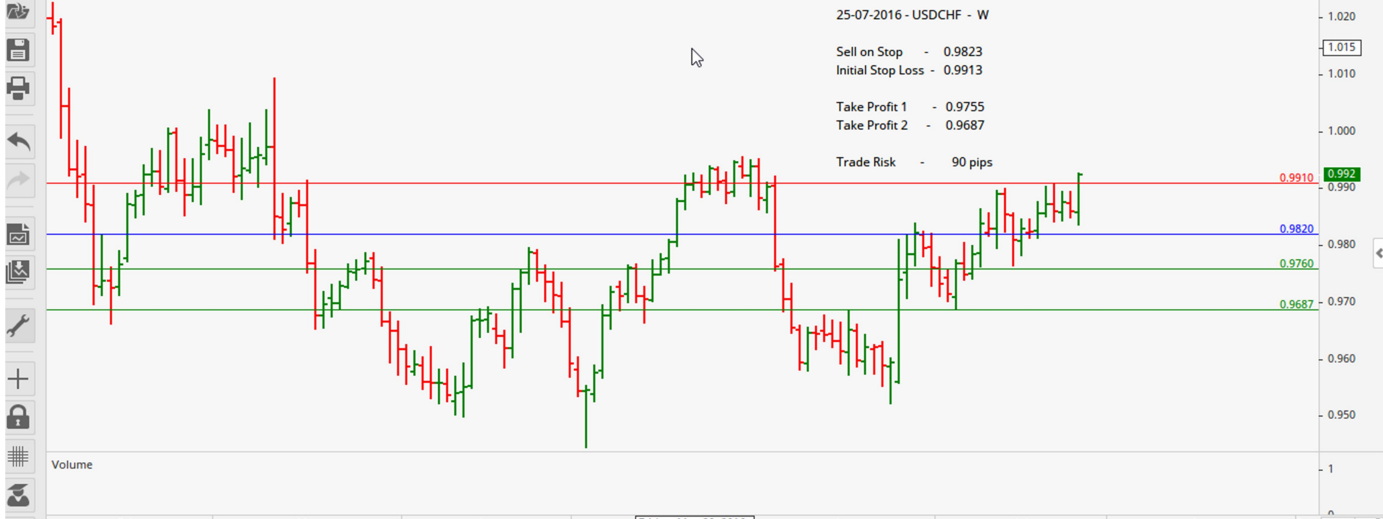 25-07-2016 - USDCHF - W
Sell on Stop - 0.9823
Initial Stop Loss - 0.9913
Take Profit 1 - 0.9755
Take Profit 2 - 0.9687
Trade Risk - 90 pips
1.020
1.015
1.010
1.000
0.992
0.990
0.980
0.970
0.960
0.950
0.9910
0.9820
0.9760
0.9687
Volume
1